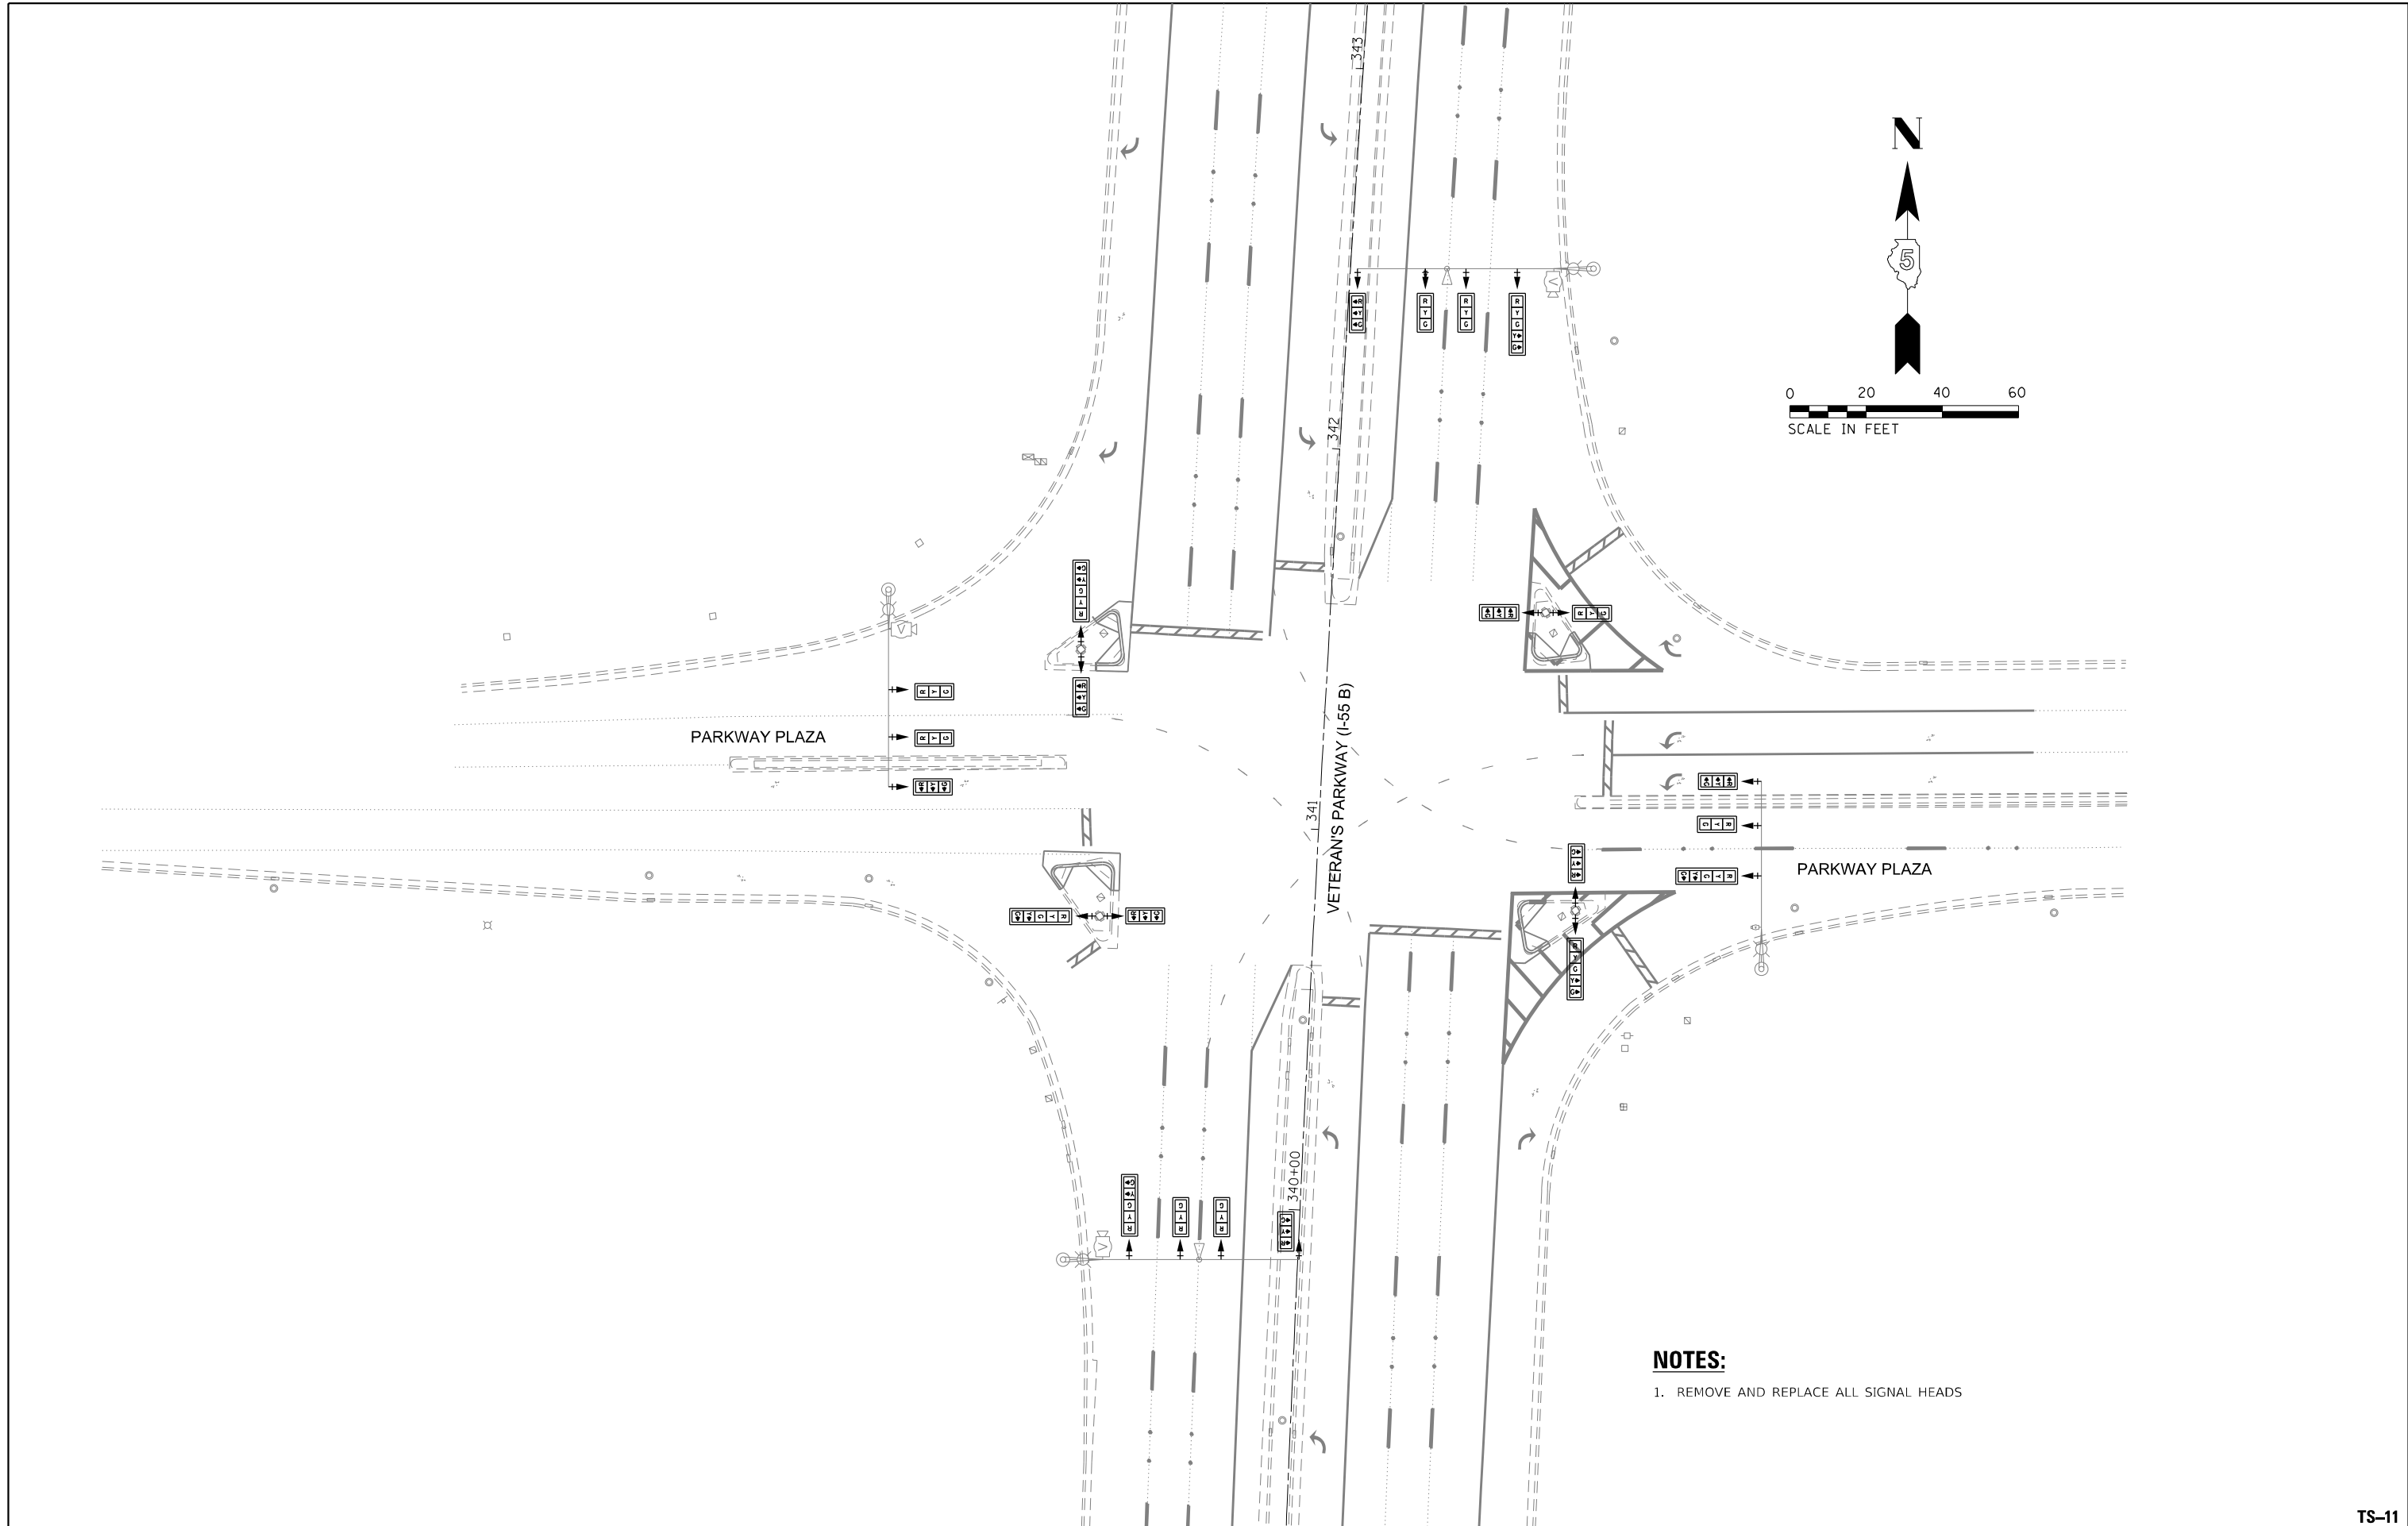 343
N
5
0 20 40 60
SCALE IN FEET
R Y G
R Y G
R Y G
R Y G Y G
342
G Y G Y R
R Y G
G Y R
R Y G
R Y G
R Y G
R Y G
PARKWAY PLAZA
VETERAN'S PARKWAY (I-55 B)
341
G Y R
G Y R
G Y G Y R
PARKWAY PLAZA
G Y R
R Y G Y G
G Y G Y R
R Y G
340+00
G Y G Y R
G Y R
G Y R
G Y R
V
V
V
NOTES:
1. REMOVE AND REPLACE ALL SIGNAL HEADS
TS–11